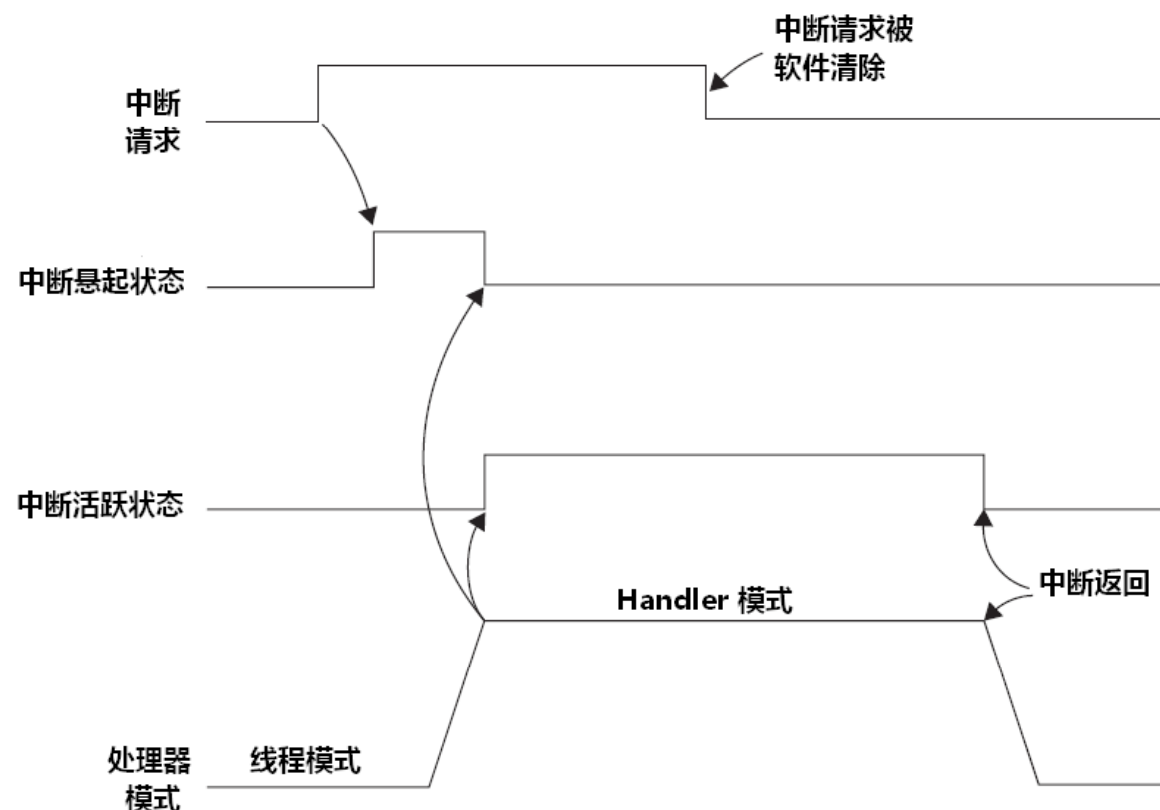 中断请求被
软件清除
中断
请求
中断悬起状态
中断活跃状态
中断返回
Handler 模式
处理器
模式
线程模式